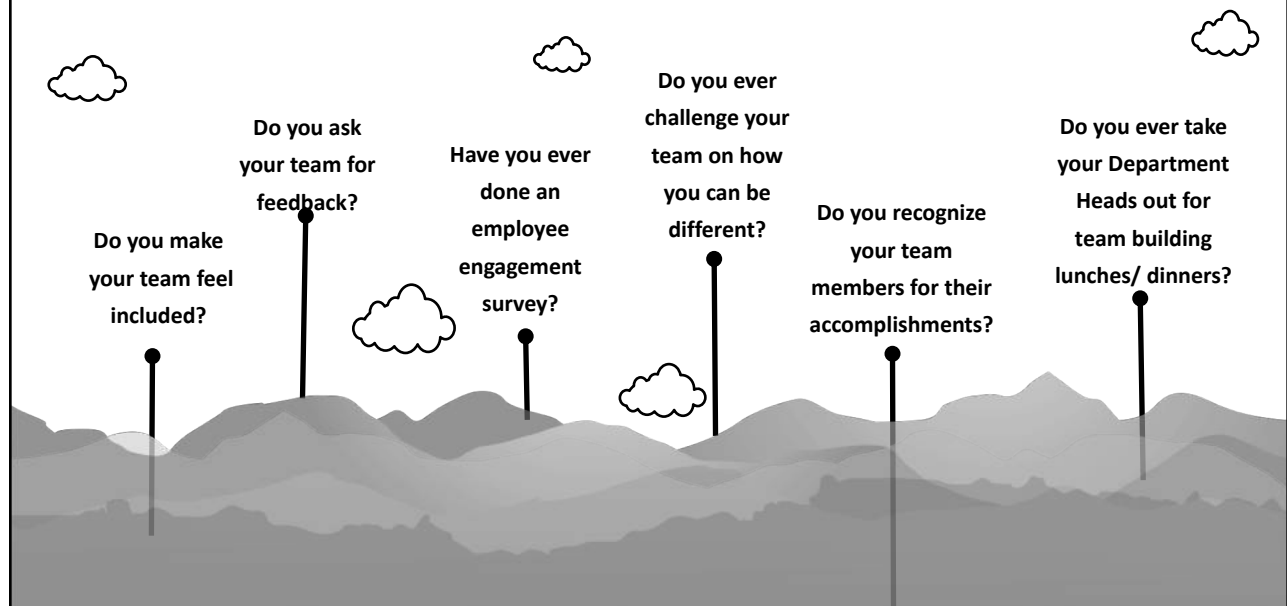 Do you make
your team feel
included?
Do you ask
your team for
feedback?
Have you ever
done an
employee
engagement
survey?
Do you ever
challenge your
team on how
you can be
different?
Do you recognize
your team
members for their
accomplishments?
Do you ever take
your Department
Heads out for
team building
lunches/ dinners?